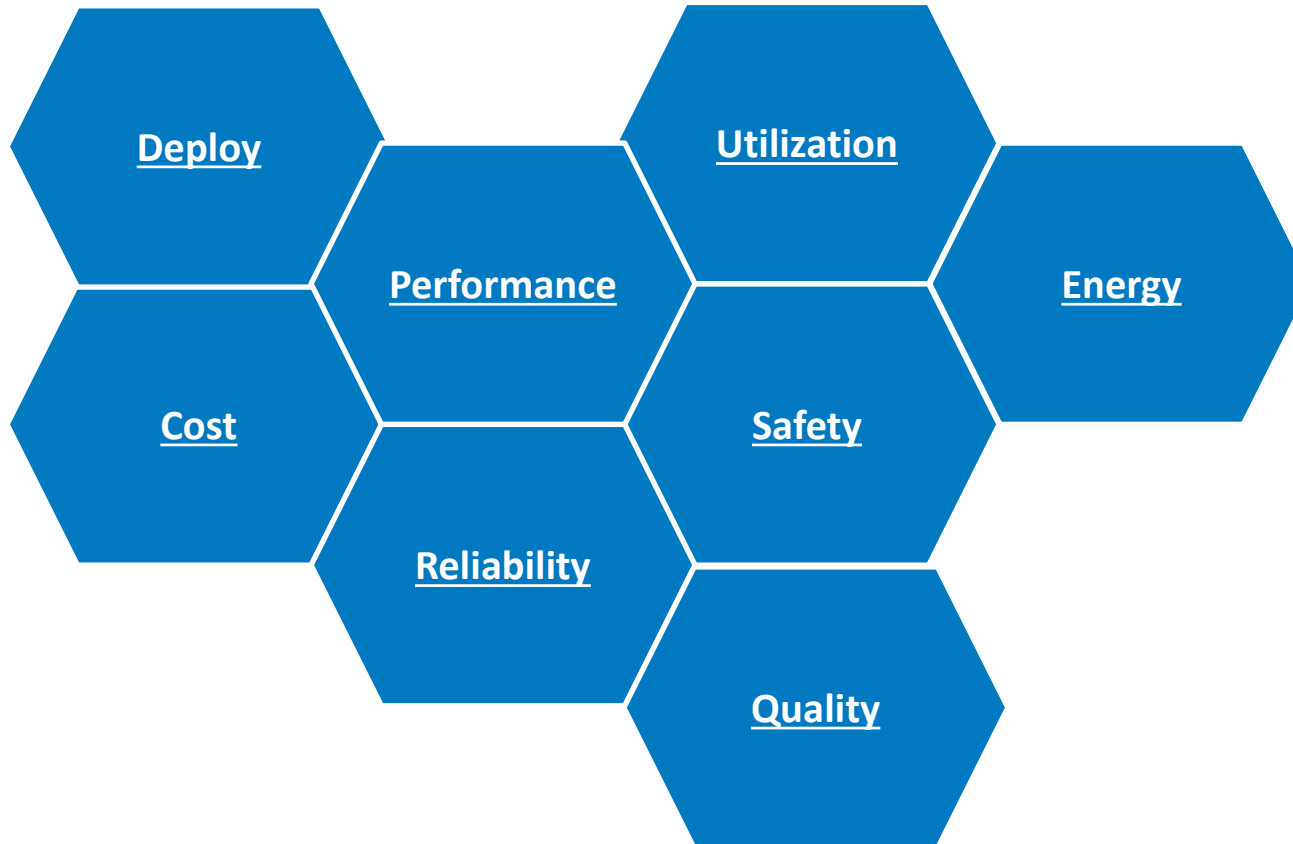 Deploy
Utilization
Performance
Energy
Cost
Safety
Reliability
Quality